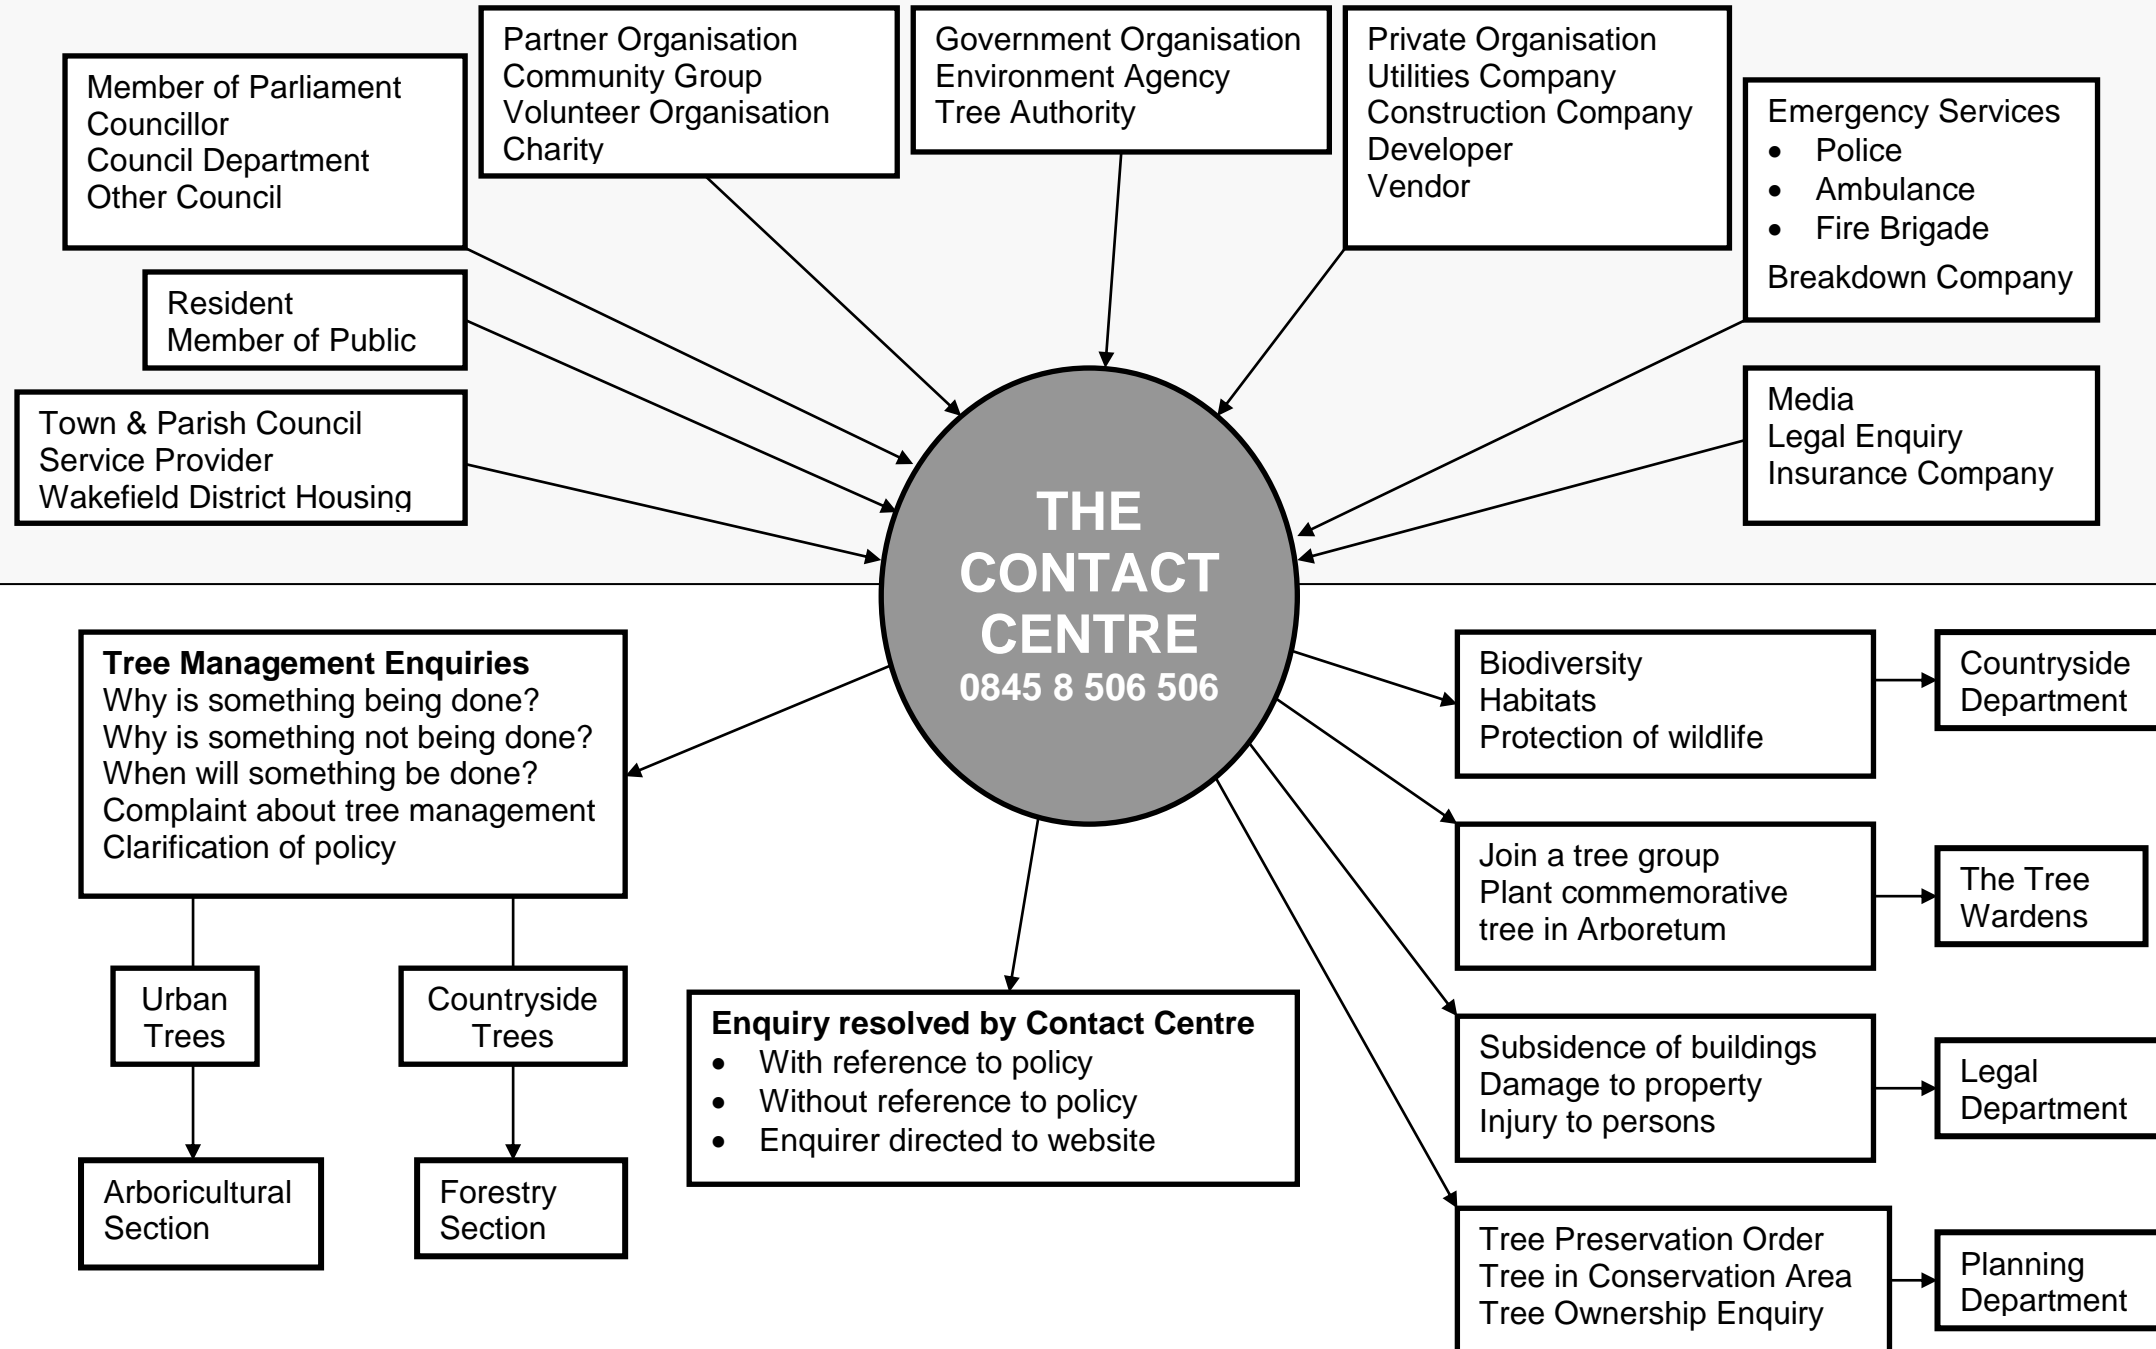 Member of Parliament
Councillor
Council Department
Other Council
Partner Organisation
Community Group
Volunteer Organisation
Charity
Government Organisation
Environment Agency
Tree Authority
Private Organisation
Utilities Company
Construction Company
Developer
Vendor
Emergency Services
• Police
• Ambulance
• Fire Brigade
Breakdown Company
Resident
Member of Public
Town & Parish Council
Service Provider
Wakefield District Housing
Media
Legal Enquiry
Insurance Company
THE
CONTACT
CENTRE
0845 8 506 506
Tree Management Enquiries
Why is something being done?
Why is something not being done?
When will something be done?
Complaint about tree management
Clarification of policy
Urban
Trees
Countryside
Trees
Arboricultural
Section
Forestry
Section
Enquiry resolved by Contact Centre
• With reference to policy
• Without reference to policy
• Enquirer directed to website
Biodiversity
Habitats
Protection of wildlife
Countryside
Department
Join a tree group
Plant commemorative
tree in Arboretum
The Tree
Wardens
Subsidence of buildings
Damage to property
Injury to persons
Legal
Department
Tree Preservation Order
Tree in Conservation Area
Tree Ownership Enquiry
Planning
Department